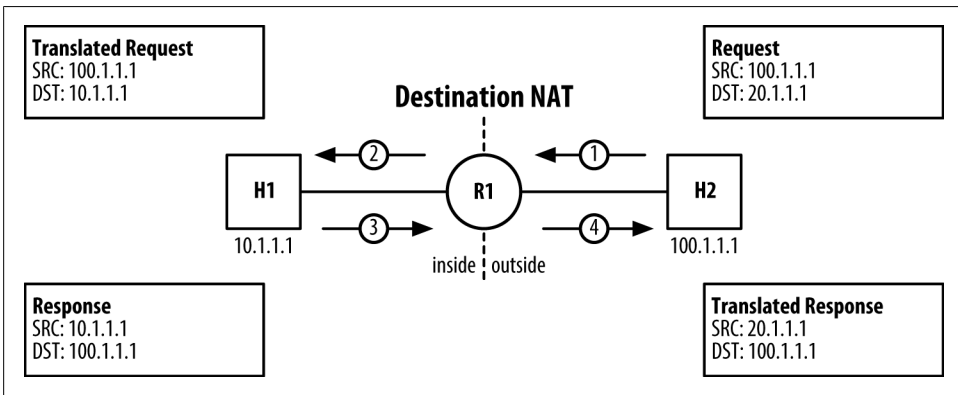 Translated Request
SRC: 100.1.1.1
DST: 10.1.1.1
Request
SRC: 100.1.1.1
DST: 20.1.1.1
Destination NAT
2
1
H1
R1
H2
10.1.1.1
3
4
100.1.1.1
inside
outside
Response
SRC: 10.1.1.1
DST: 100.1.1.1
Translated Response
SRC: 20.1.1.1
DST: 100.1.1.1